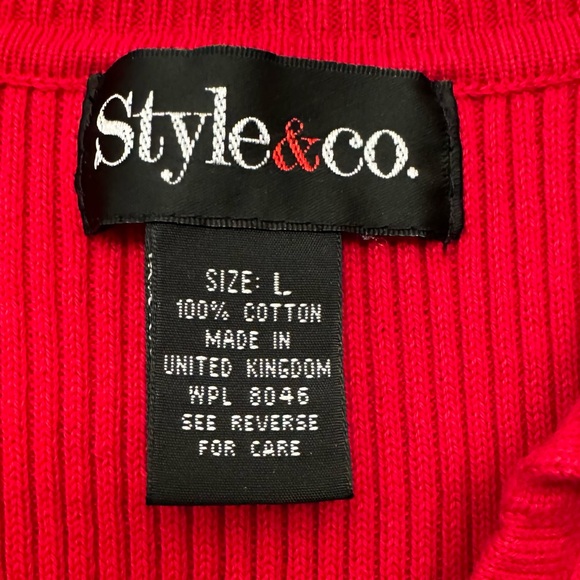 Style&co.
SIZE: L
100% COTTON
MADE IN
UNITED KINGDOM
WPL 8046
SEE REVERSE
FOR CARE